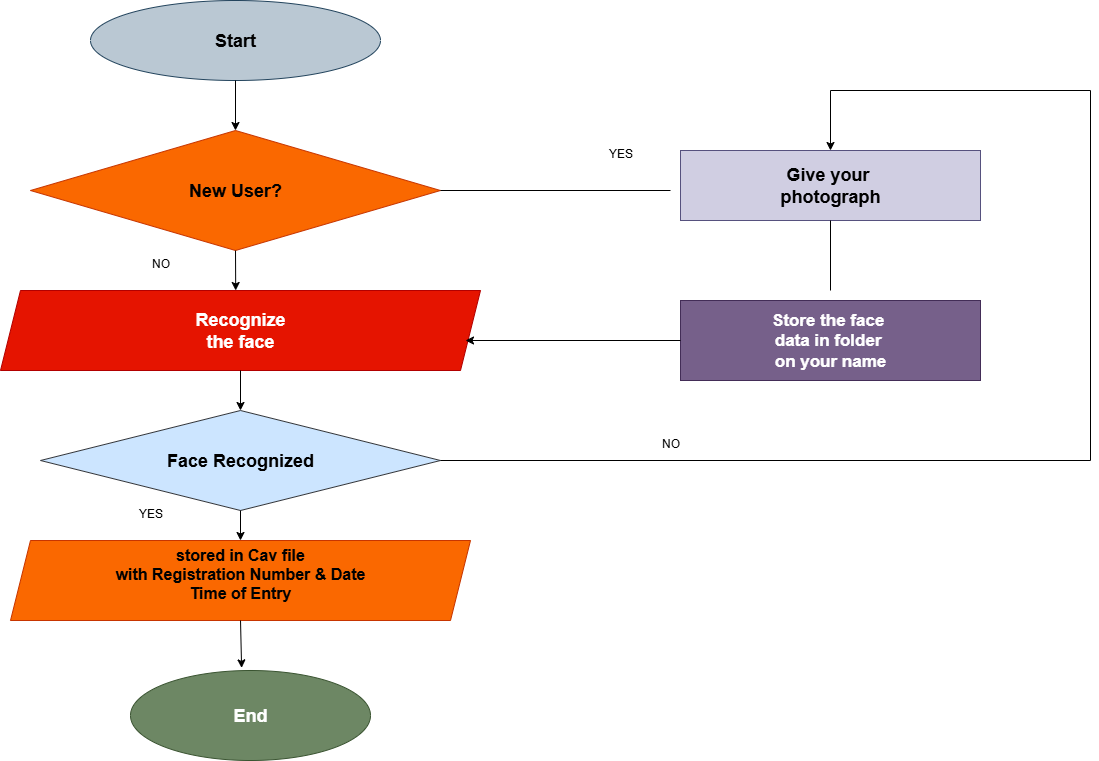 Start
New User?
YES
Give your
photograph
NO
Recognize
the face
Store the face
data in folder
on your name
Face Recognized
NO
YES
stored in Cav file
with Registration Number & Date
Time of Entry
End